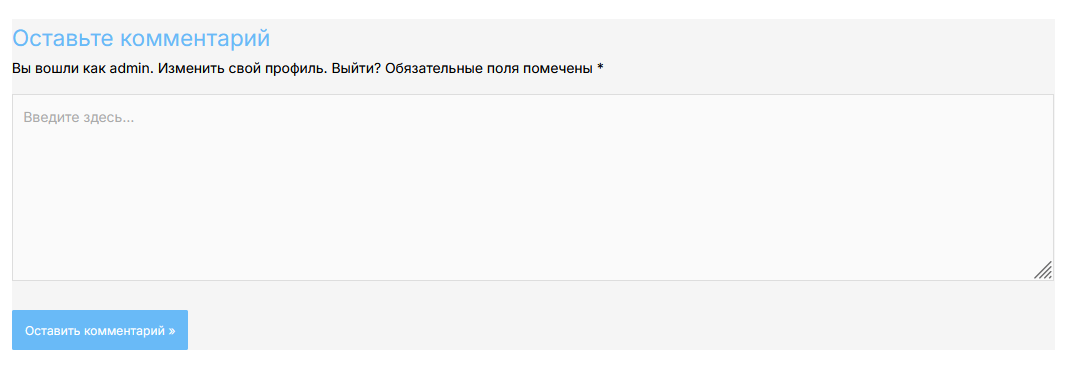 Оставьте комментарий
Вы вошли как admin. Изменить свой профиль. Выйти? Обязательные поля помечены *
Введите здесь...
Оставить комментарий »